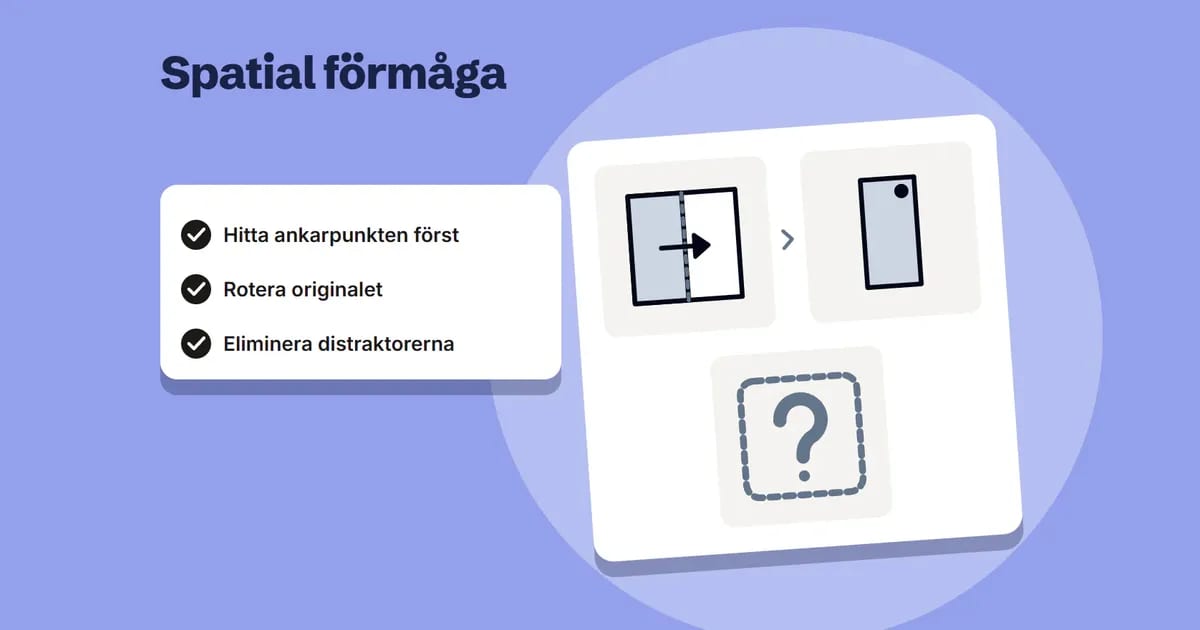 Spatial förmåga
Hitta ankarpunkten först
Rotera originalet
Eliminera distraktorerna
?